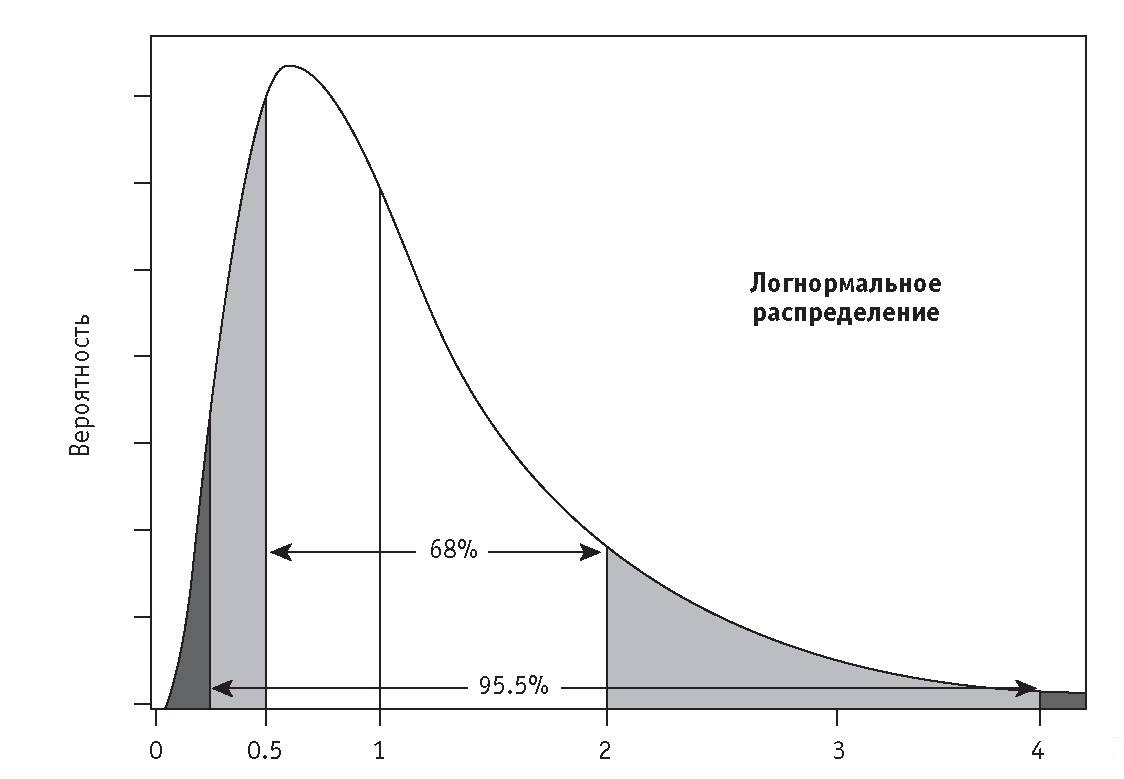 Логнормальное
распределение
Вероятность
68%
95.5%
0 0.5 1 2 3 4